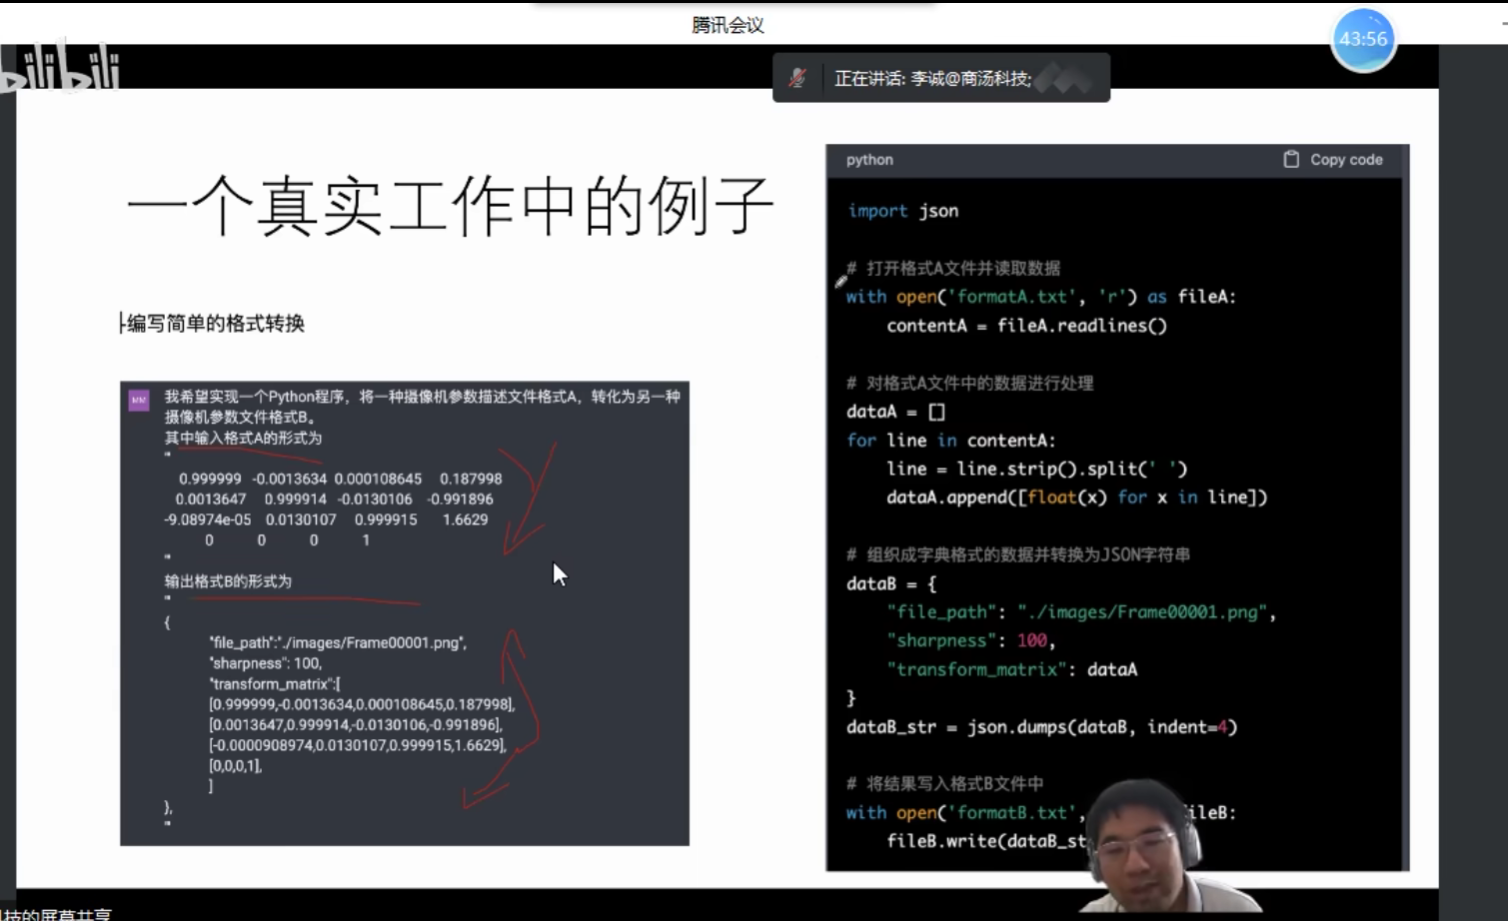 腾讯会议
43:56
bilibili
正在讲话: 李诚@商汤科技;
一个真实工作中的例子
编写简单的格式转换
我希望实现一个Python程序，将一种摄像机参数描述文件格式A，转化为另一种
摄像机参数文件格式B。
其中输入格式A的形式为
"
0.999999 -0.0013634 0.000108645 0.187998
0.0013647 0.999914 -0.0130106 -0.991896
-9.08974e-05 0.0130107 0.999915 1.6629
0 0 0 1
"
输出格式B的形式为
"
{
"file_path":"./images/Frame00001.png",
"sharpness": 100,
"transform_matrix":[
[0.999999,-0.0013634,0.000108645,0.187998],
[0.0013647,0.999914,-0.0130106,-0.991896],
[-0.0000908974,0.0130107,0.999915,1.6629],
[0,0,0,1],
]
},
"
python Copy code
import json
# 打开格式A文件并读取数据
with open('formatA.txt', 'r') as fileA:
contentA = fileA.readlines()
# 对格式A文件中的数据进行处理
dataA = []
for line in contentA:
line = line.strip().split(' ')
dataA.append([float(x) for x in line])
# 组织成字典格式的数据并转换为JSON字符串
dataB = {
"file_path": "./images/Frame00001.png",
"sharpness": 100,
"transform_matrix": dataA
}
dataB_str = json.dumps(dataB, indent=4)
# 将结果写入格式B文件中
with open('formatB.txt', ileB:
fileB.write(dataB_st
技的屏幕共享